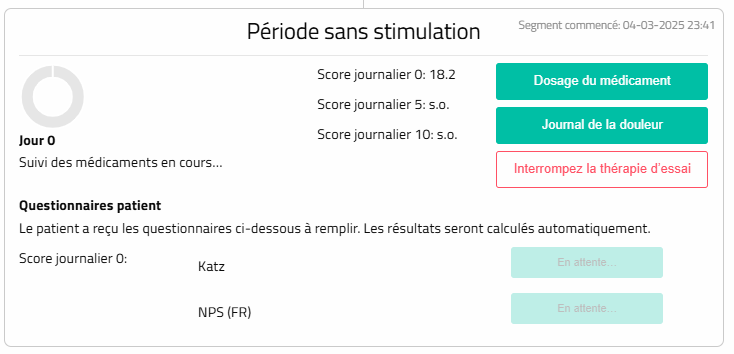 Période sans stimulation
Segment commencé: 04-03-2025 23:41
Score journalier 0: 18.2
Dosage du médicament
Score journalier 5: s.o.
Journal de la douleur
Score journalier 10: s.o.
Jour 0
Suivi des médicaments en cours...
Interrompez la thérapie d'essai
Questionnaires patient
Le patient a reçu les questionnaires ci-dessous à remplir. Les résultats seront calculés automatiquement.
Score journalier 0:
Katz
En attente...
NPS (FR)
En attente...